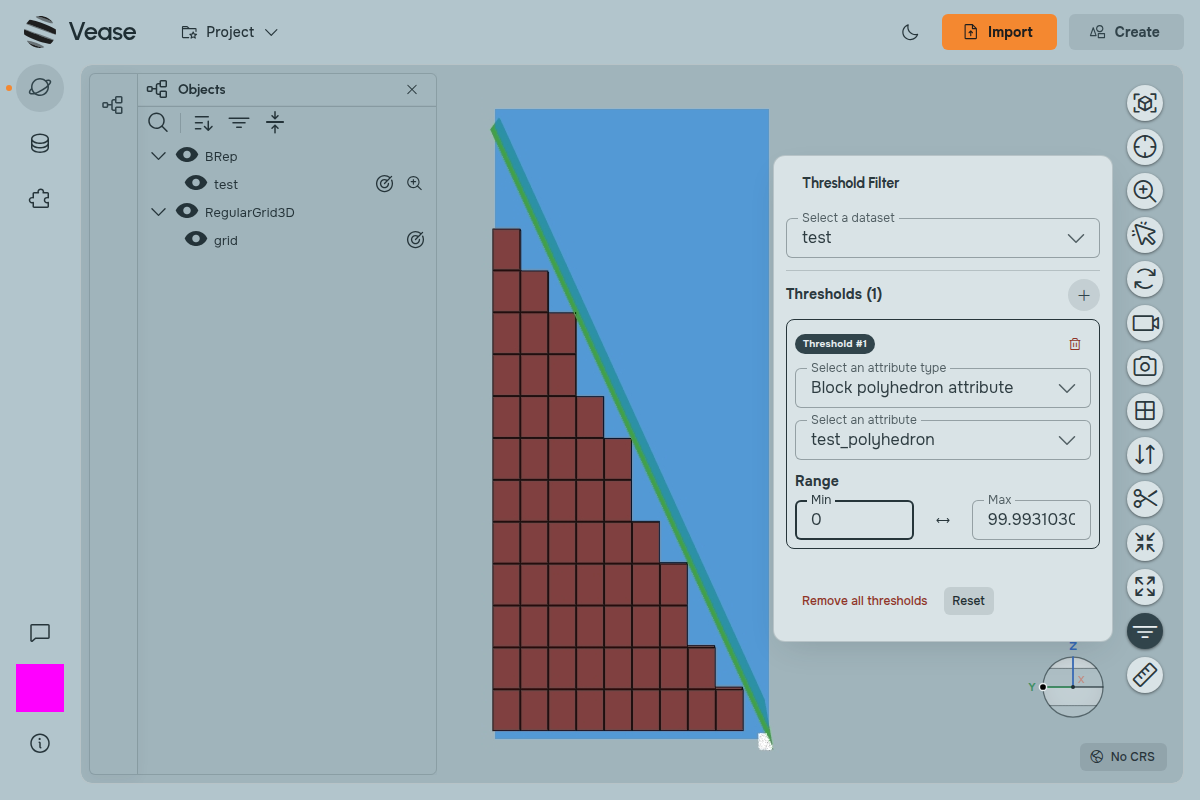 Vease
Project
Import
Create
Objects
BRep
test
RegularGrid3D
grid
Threshold Filter
Select a dataset
test
Thresholds (1)
Threshold #1
Select an attribute type
Block polyhedron attribute
Select an attribute
test_polyhedron
Range
Min
0
Max
99.9931030
Remove all thresholds
Reset
Z
Y
X
No CRS